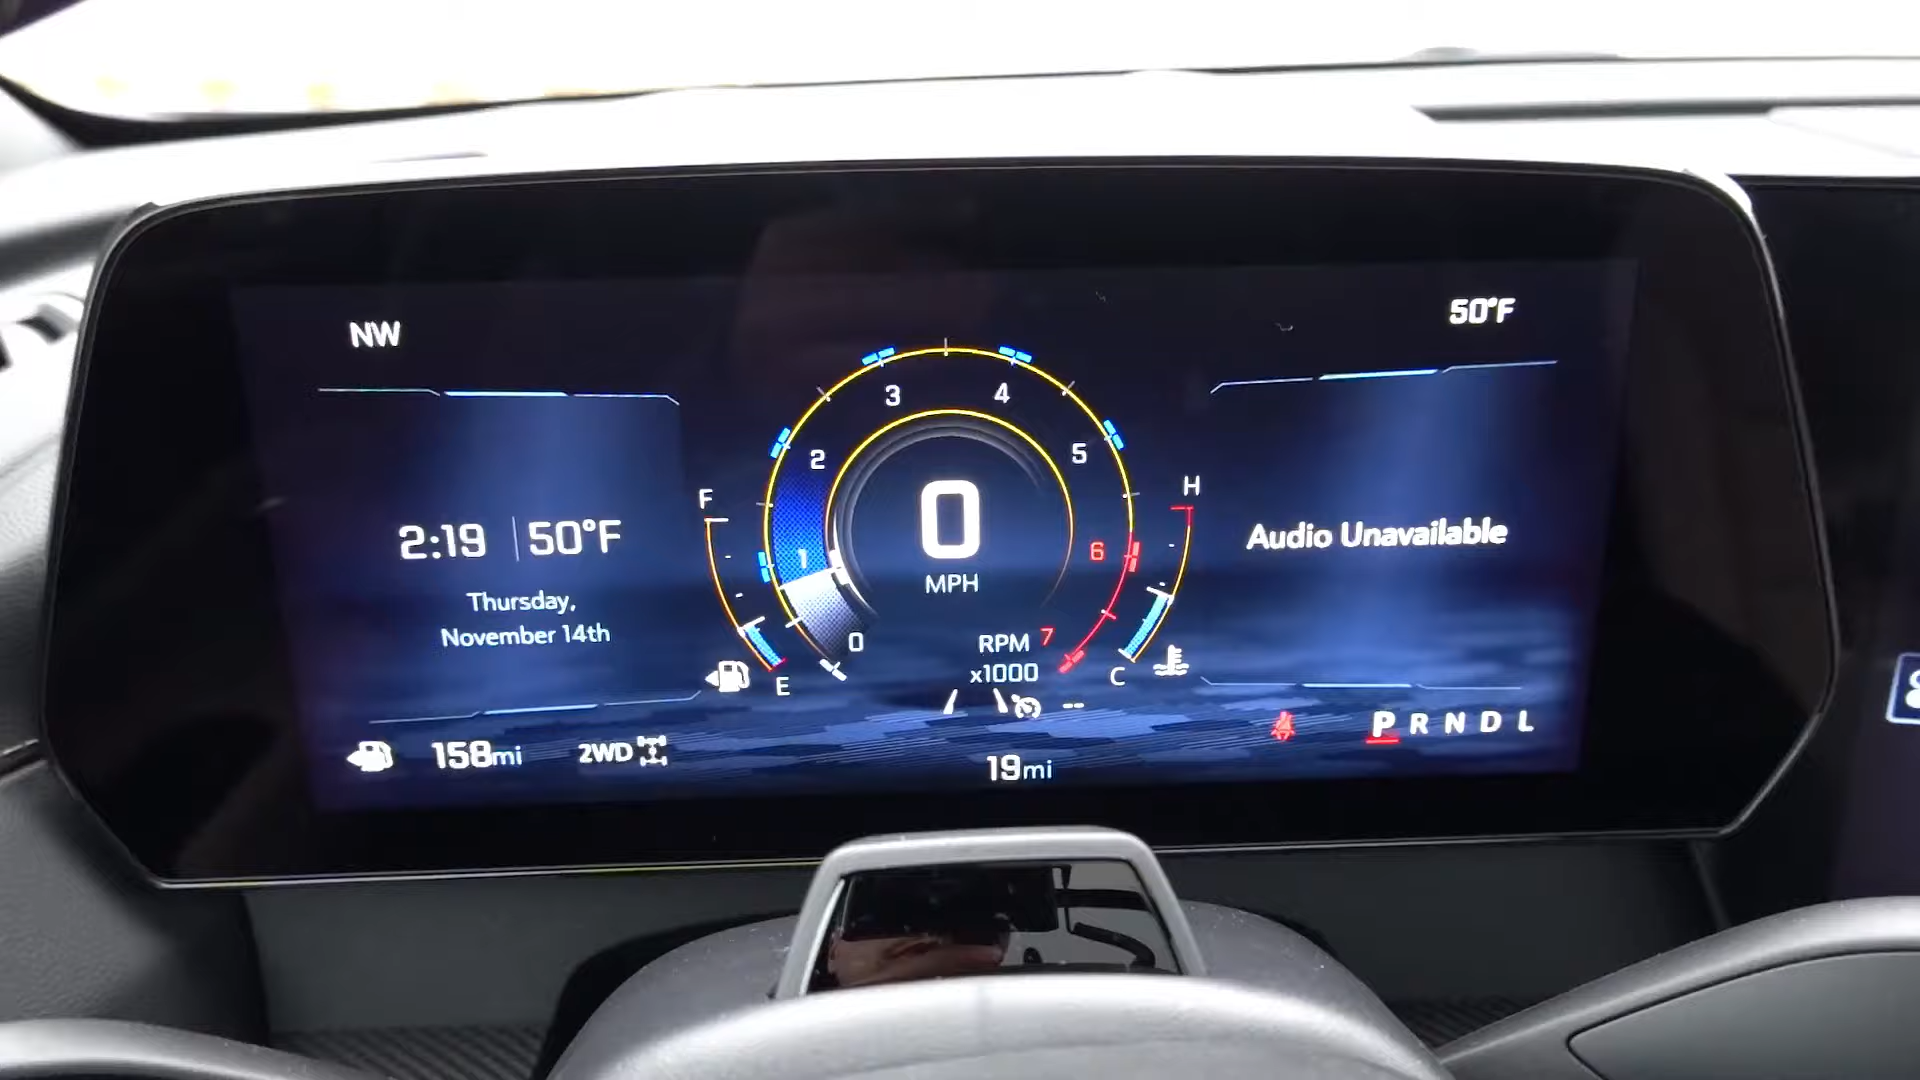 NW
50°F
2:19
50°F
Thursday,
November 14th
F
E
0
1
2
3
4
5
6
7
0
MPH
RPM
x1000
H
C
Audio Unavailable
--
158mi
2WD
19mi
P R N D L